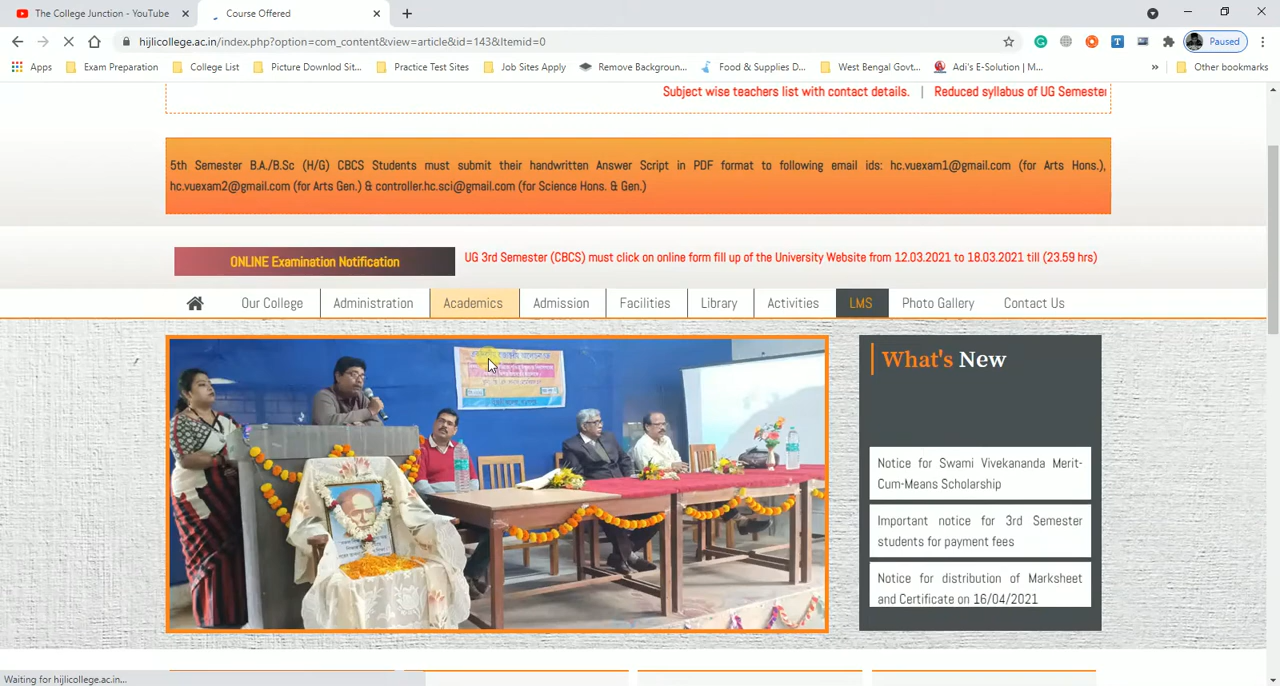 The College Junction - YouTube
Course Offered
hijlicollege.ac.in/index.php?option=com_content&view=article&id=143&Itemid=0
Paused
Apps
Exam Preparation
College List
Picture Downlod Sit...
Practice Test Sites
Job Sites Apply
Remove Backgroun...
Food & Supplies D...
West Bengal Govt...
Adi's E-Solution | M...
»
Other bookmarks
Subject wise teachers list with contact details. | Reduced syllabus of UG Semester
5th Semester B.A./B.Sc (H/G) CBCS Students must submit their handwritten Answer Script in PDF format to following email ids: hc.vuexam1@gmail.com (for Arts Hons.),
hc.vuexam2@gmail.com (for Arts Gen.) & controller.hc.sci@gmail.com (for Science Hons. & Gen.)
ONLINE Examination Notification
UG 3rd Semester (CBCS) must click on online form fill up of the University Website from 12.03.2021 to 18.03.2021 till (23.59 hrs)
Our College
Administration
Academics
Admission
Facilities
Library
Activities
LMS
Photo Gallery
Contact Us
What's New
Notice for Swami Vivekananda Merit-
Cum-Means Scholarship
Important notice for 3rd Semester
students for payment fees
Notice for distribution of Marksheet
and Certificate on 16/04/2021
Waiting for hijlicollege.ac.in...